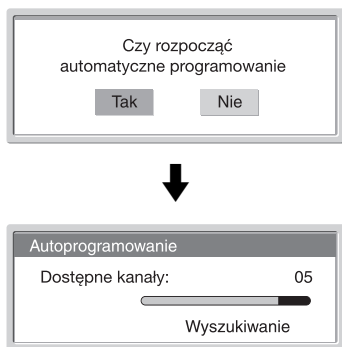 Czy rozpocząć
automatyczne programowanie
Tak Nie
Autoprogramowanie
Dostępne kanały: 05
Wyszukiwanie